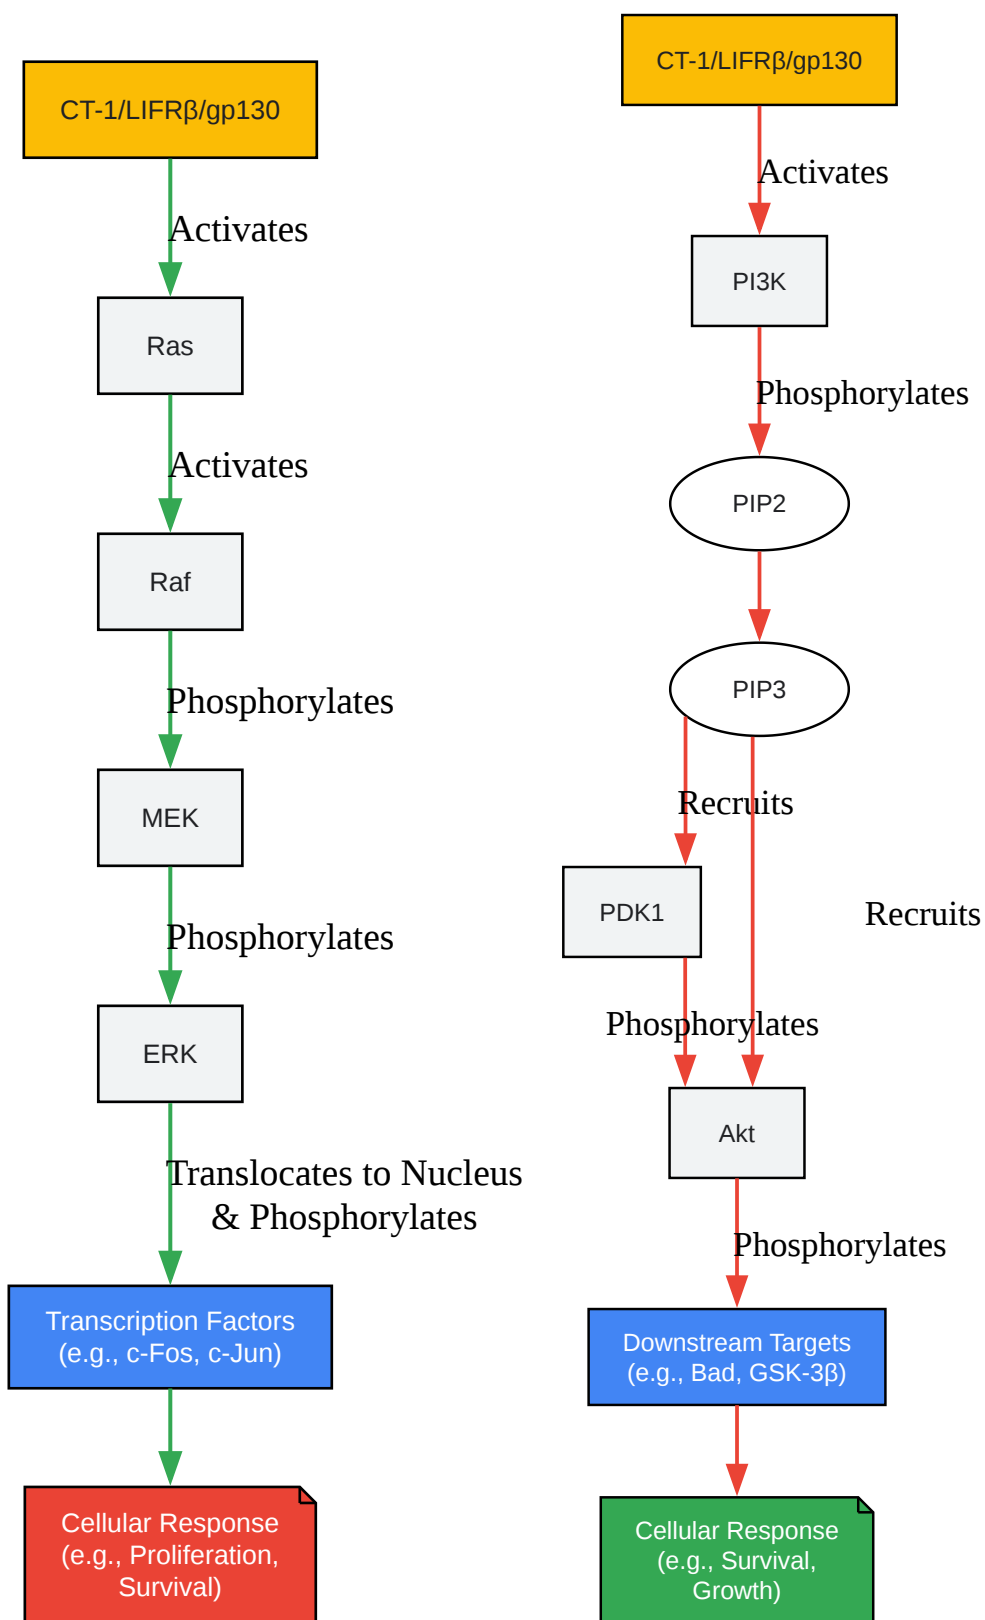 CT-1/LIFRβ/gp130
Activates
Ras
Activates
Raf
Phosphorylates
MEK
Phosphorylates
ERK
Translocates to Nucleus
& Phosphorylates
Transcription Factors
(e.g., c-Fos, c-Jun)
Cellular Response
(e.g., Proliferation,
Survival)
CT-1/LIFRβ/gp130
Activates
PI3K
Phosphorylates
PIP2
PIP3
Recruits
PDK1
Recruits
Phosphorylates
Akt
Phosphorylates
Downstream Targets
(e.g., Bad, GSK-3β)
Cellular Response
(e.g., Survival,
Growth)